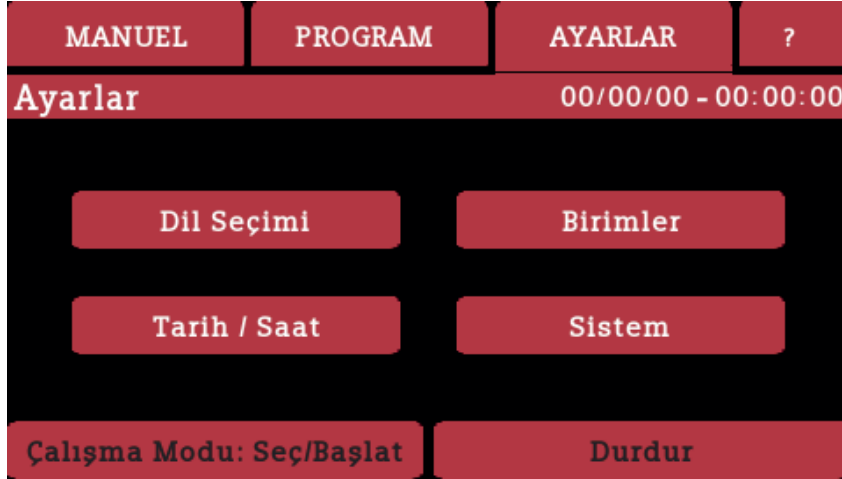 MANUEL PROGRAM AYARLAR ?
Ayarlar 00/00/00 - 00:00:00
Dil Seçimi Birimler
Tarih / Saat Sistem
Çalışma Modu: Seç/Başlat Durdur